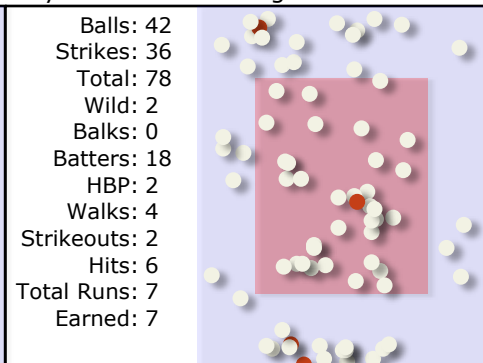 Balls: 42
Strikes: 36
Total: 78
Wild: 2
Balks: 0
Batters: 18
HBP: 2
Walks: 4
Strikeouts: 2
Hits: 6
Total Runs: 7
Earned: 7